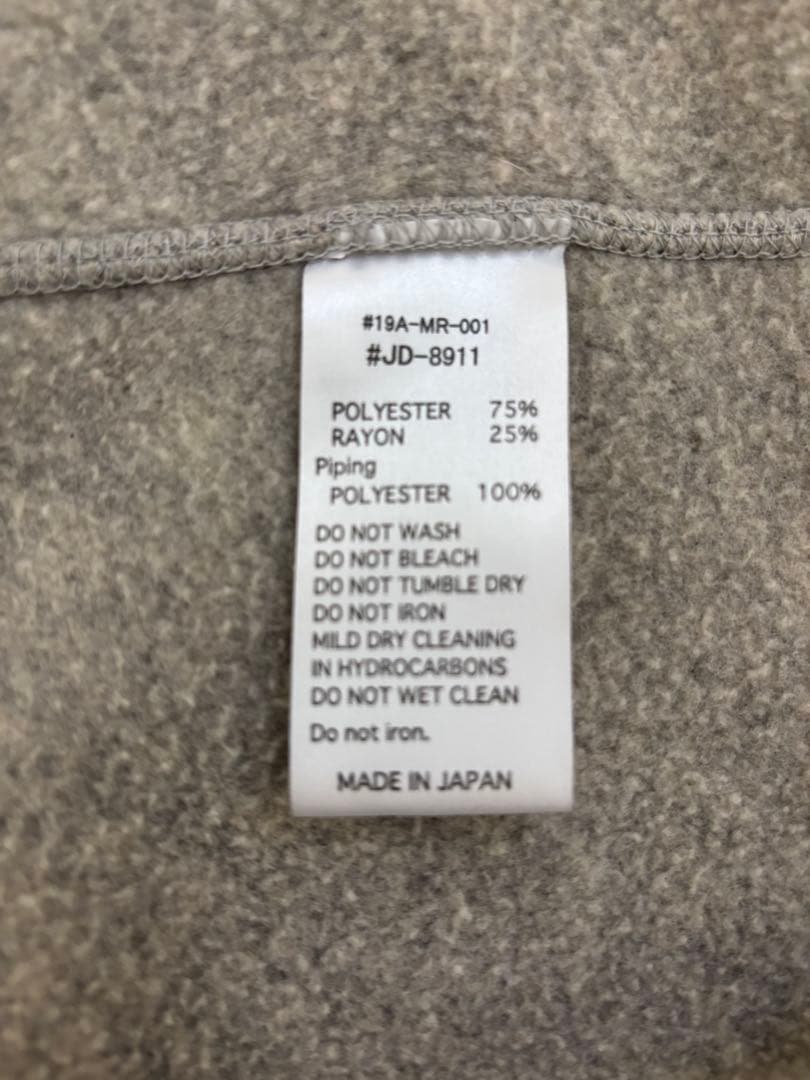 #19A-MR-001
#JD-8911
POLYESTER 75%
RAYON 25%
Piping
POLYESTER 100%
DO NOT WASH
DO NOT BLEACH
DO NOT TUMBLE DRY
DO NOT IRON
MILD DRY CLEANING
IN HYDROCARBONS
DO NOT WET CLEAN
Do not iron.
MADE IN JAPAN